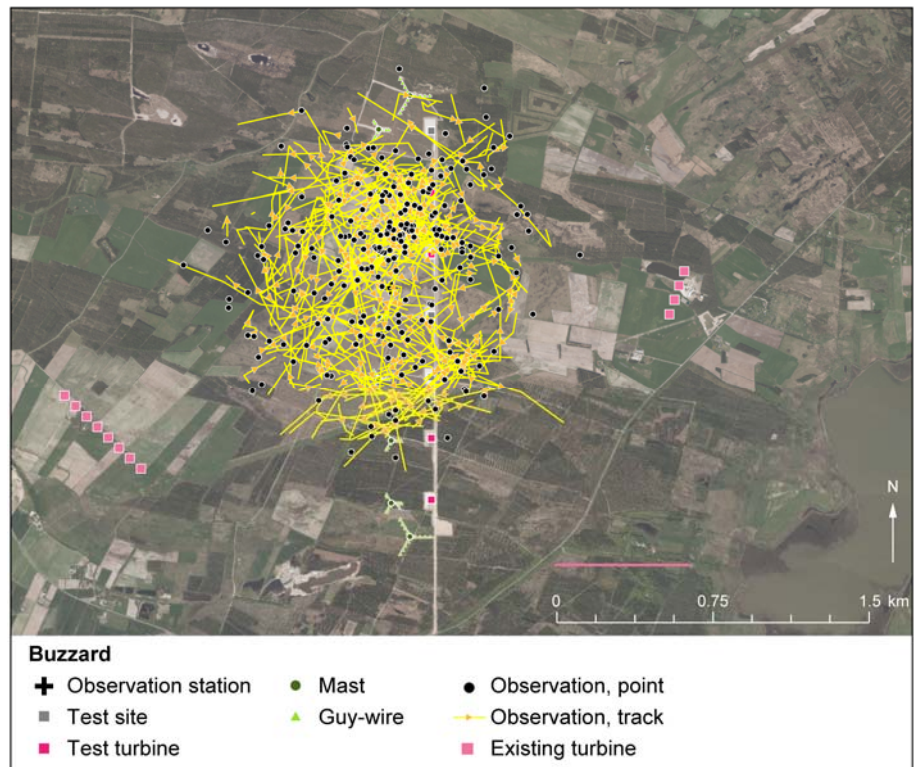 N
0 0.75 1.5 km
Buzzard
Observation station
Mast
Observation, point
Test site
Guy-wire
Observation, track
Test turbine
Existing turbine